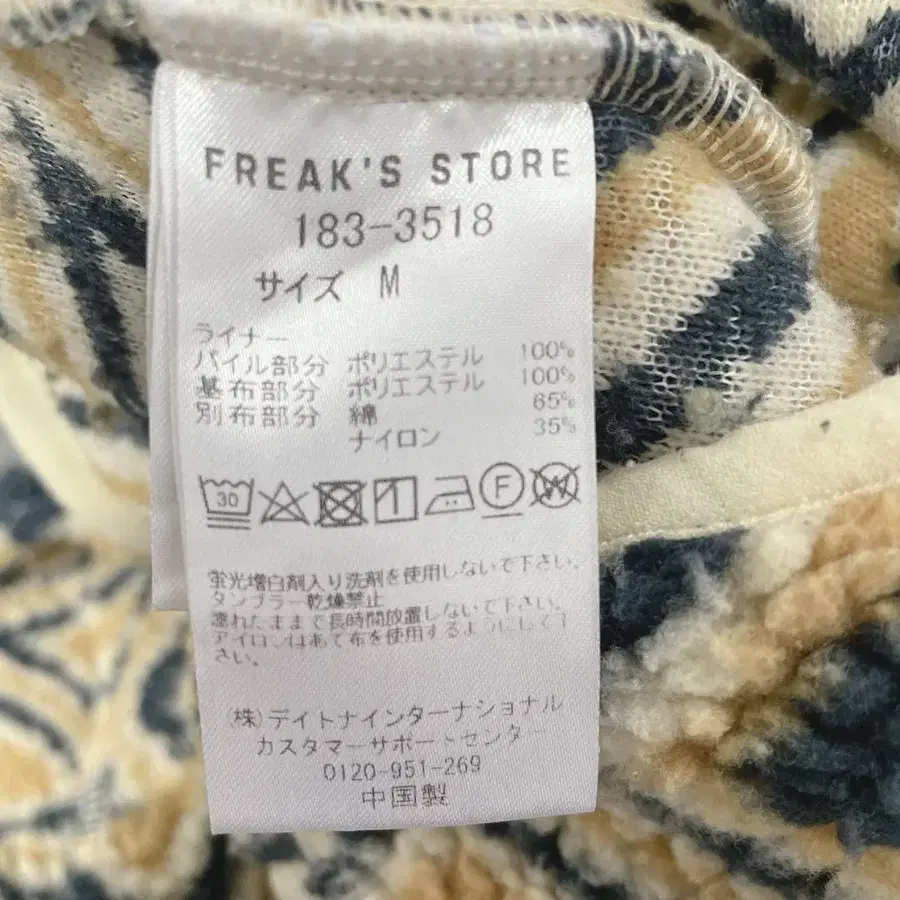 FREAK'S STORE
183-3518
サイズ M
ライナー
パイル部分 ポリエステル 100%
基布部分 ポリエステル 100%
別布部分 綿 65%
ナイロン 35%
30 F W
蛍光増白剤入り洗剤を使用しないで下さい。
タンブラー乾燥禁止
濡れたままで長時間放置しないで下さい。
アイロンはあて布を使用するようにして下さい。
(株)デイトナインターナショナル
カスタマーサポートセンター
0120-951-269
中国製